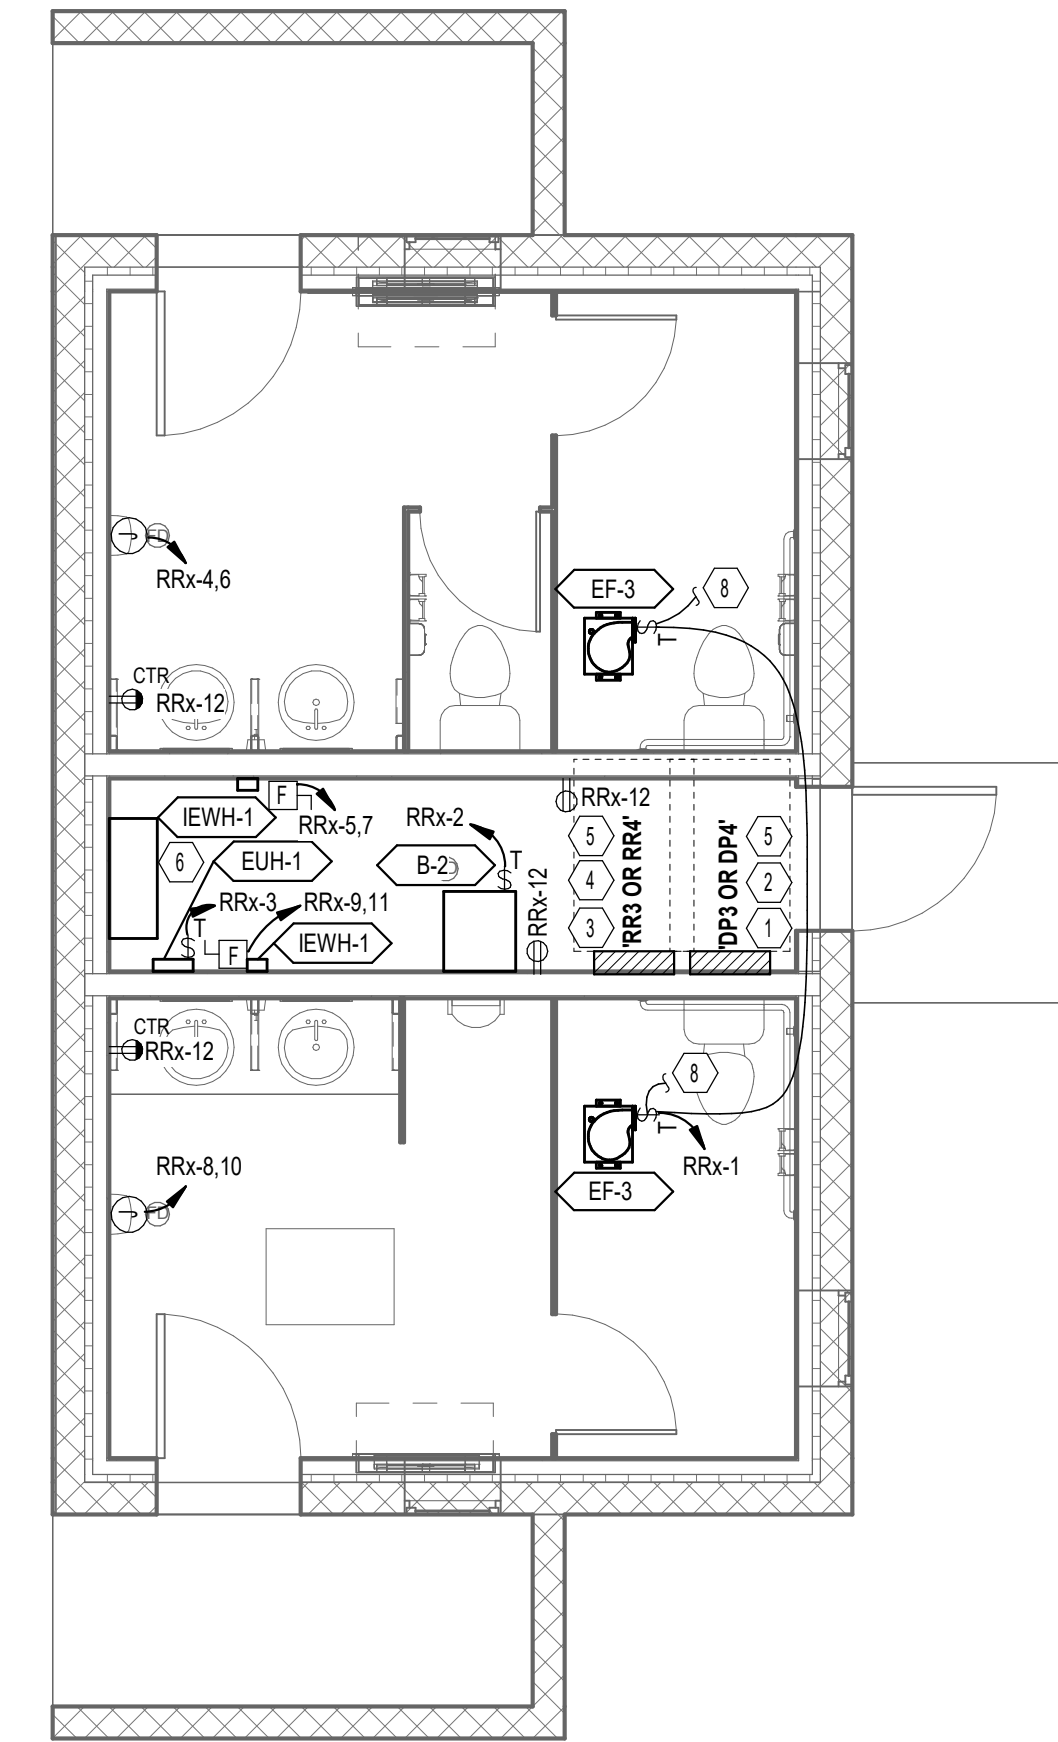 J FD
RRx-4,6
EF-3
8
S
T
CTR
RRx-12
F
IEWH-1
RRx-5,7
RRx-2
RRx-12
6
EUH-1
B-2
T
S
5
4
3
'RR3 OR RR4'
'DP3 OR DP4'
5
2
1
RRx-3
RRx-9,11
T
S
F
IEWH-1
RRx-12
CTR
RRx-12
8
S
T
RRx-1
RRx-8,10
EF-3
J FD